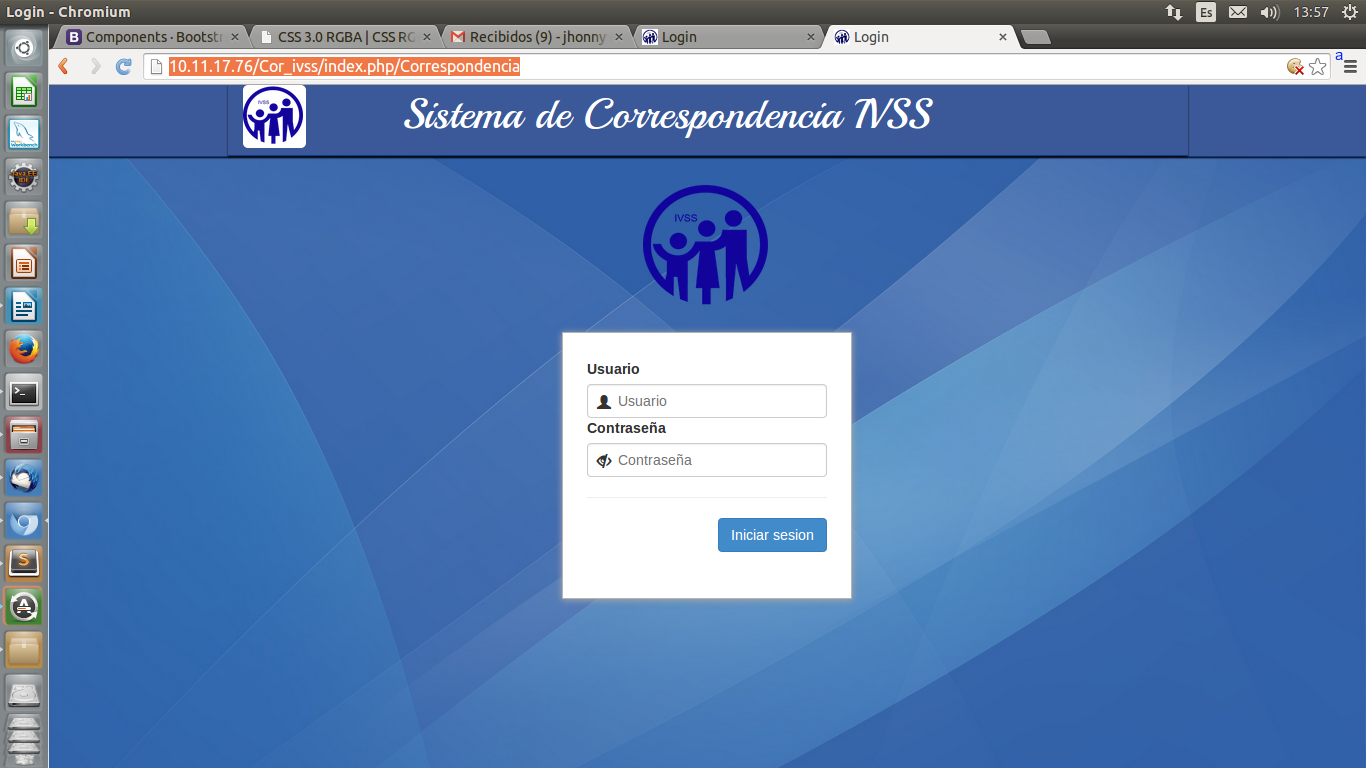 Login - Chromium
Es
13:57
Components · Bootstr
CSS 3.0 RGBA | CSS RG
Recibidos (9) - jhonny
Login
Login
10.11.17.76/Cor_ivss/index.php/Correspondencia
a
IVSS
Sistema de Correspondencia IVSS
IVSS
Usuario
Usuario
Contraseña
Contraseña
Iniciar sesion